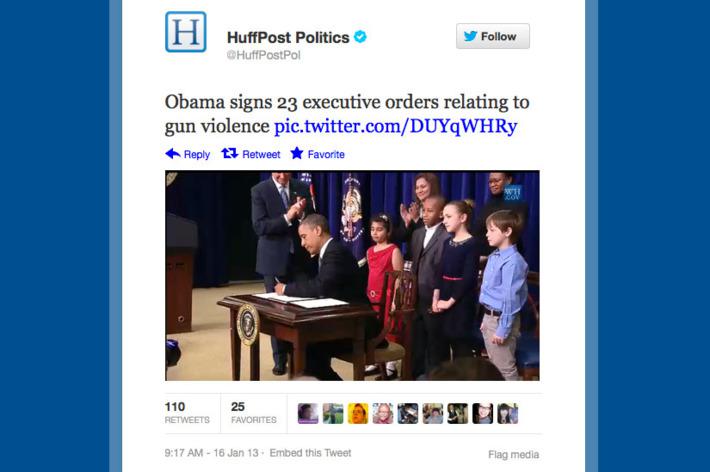 H
HuffPost Politics
Follow
@HuffPostPol
Obama signs 23 executive orders relating to
gun violence pic.twitter.com/DUYqWHRy
Reply Retweet Favorite
WH
.GOV
110
RETWEETS
25
FAVORITES
9:17 AM - 16 Jan 13 · Embed this Tweet
Flag media